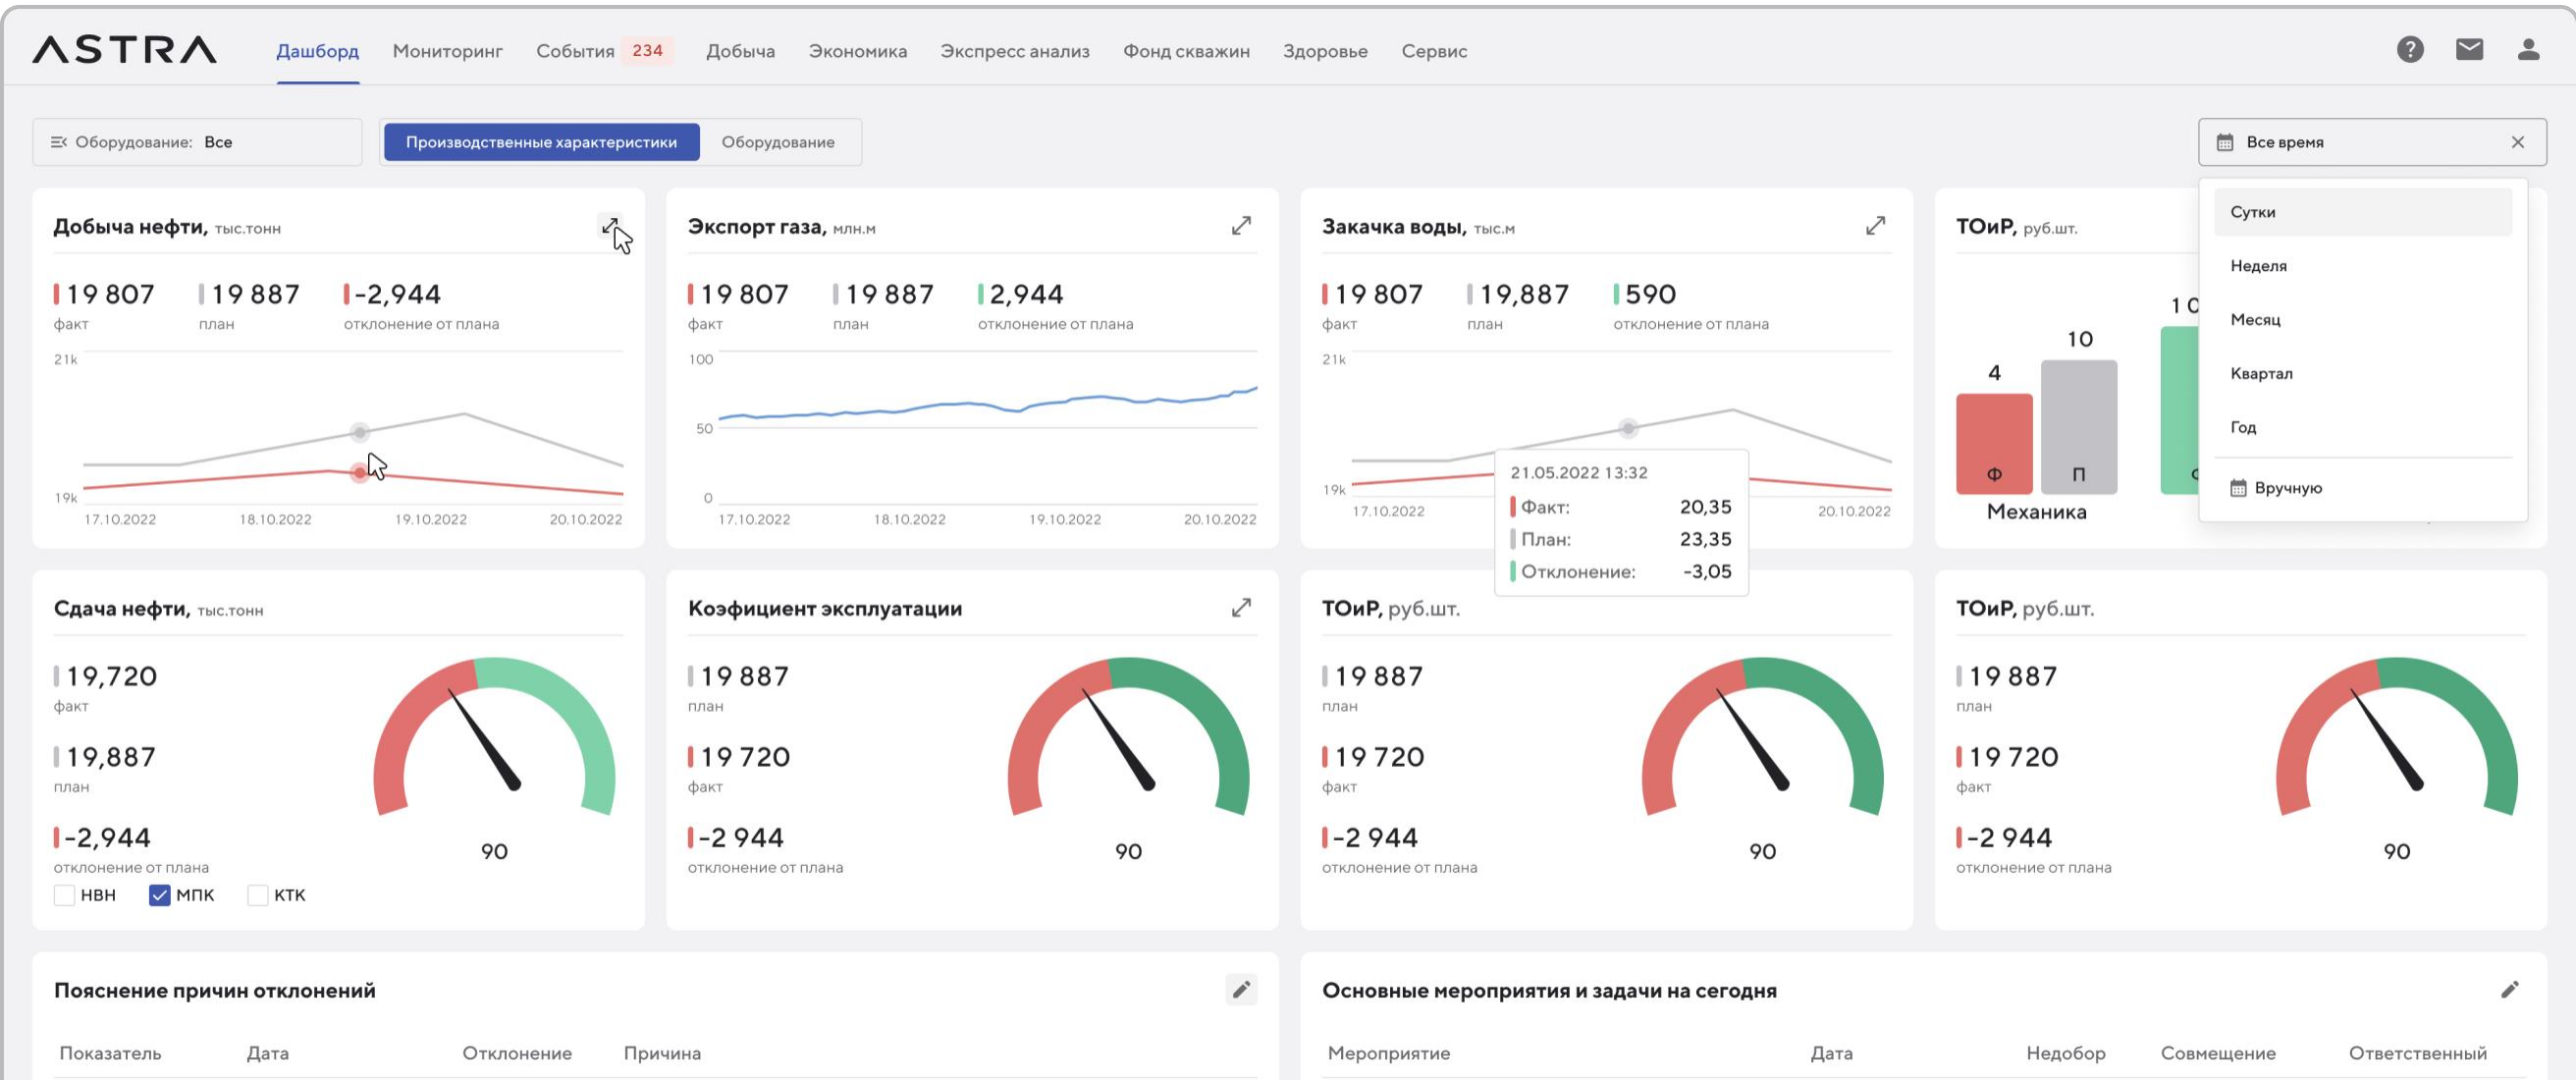 ASTRA
Дашборд Мониторинг События 234 Добыча Экономика Экспресс анализ Фонд скважин Здоровье Сервис
Оборудование: Все
Производственные характеристики Оборудование
Все время
Сутки
Неделя
Месяц
Квартал
Год
Вручную
Добыча нефти, тыс.тонн
19 807 19 887 -2,944
факт план отклонение от плана
21k
19k
17.10.2022 18.10.2022 19.10.2022 20.10.2022
Экспорт газа, млн.м
19 807 19 887 2,944
факт план отклонение от плана
100
50
0
17.10.2022 18.10.2022 19.10.2022 20.10.2022
Закачка воды, тыс.м
19 807 19,887 590
факт план отклонение от плана
21k
19k
17.10.2022 20.10.2022
21.05.2022 13:32
Факт: 20,35
План: 23,35
Отклонение: -3,05
ТОиР, руб.шт.
4 10
Ф П
Механика
Сдача нефти, тыс.тонн
19,720
факт
19,887
план
-2,944
отклонение от плана
90
НВН МПК КТК
Коэфициент эксплуатации
19 887
план
19 720
факт
-2 944
отклонение от плана
90
ТОиР, руб.шт.
19 887
план
19 720
факт
-2 944
отклонение от плана
90
ТОиР, руб.шт.
19 887
план
19 720
факт
-2 944
отклонение от плана
90
Пояснение причин отклонений
Показатель Дата Отклонение Причина
Основные мероприятия и задачи на сегодня
Мероприятие Дата Недобор Совмещение Ответственный